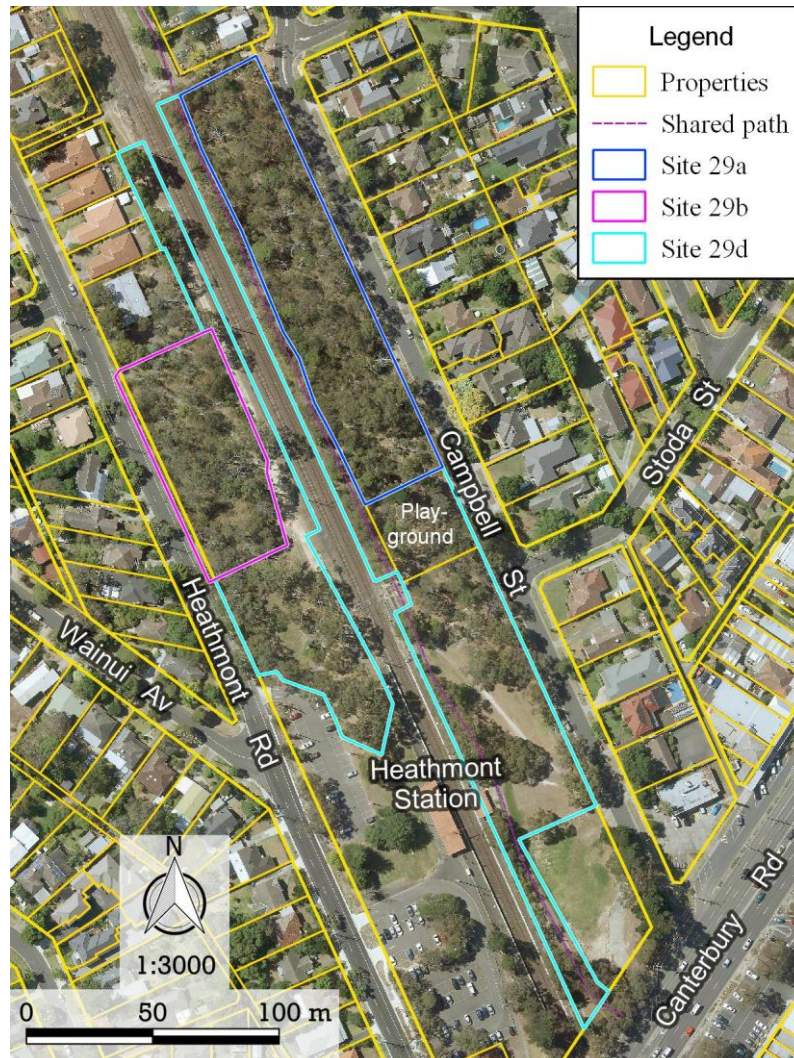 Legend
Properties
Shared path
Site 29a
Site 29b
Site 29d
Campbell St
Stoda St
Play-
ground
Heathmont Rd
Wainui Av
Heathmont
Station
Canterbury Rd
N
1:3000
0 50 100 m